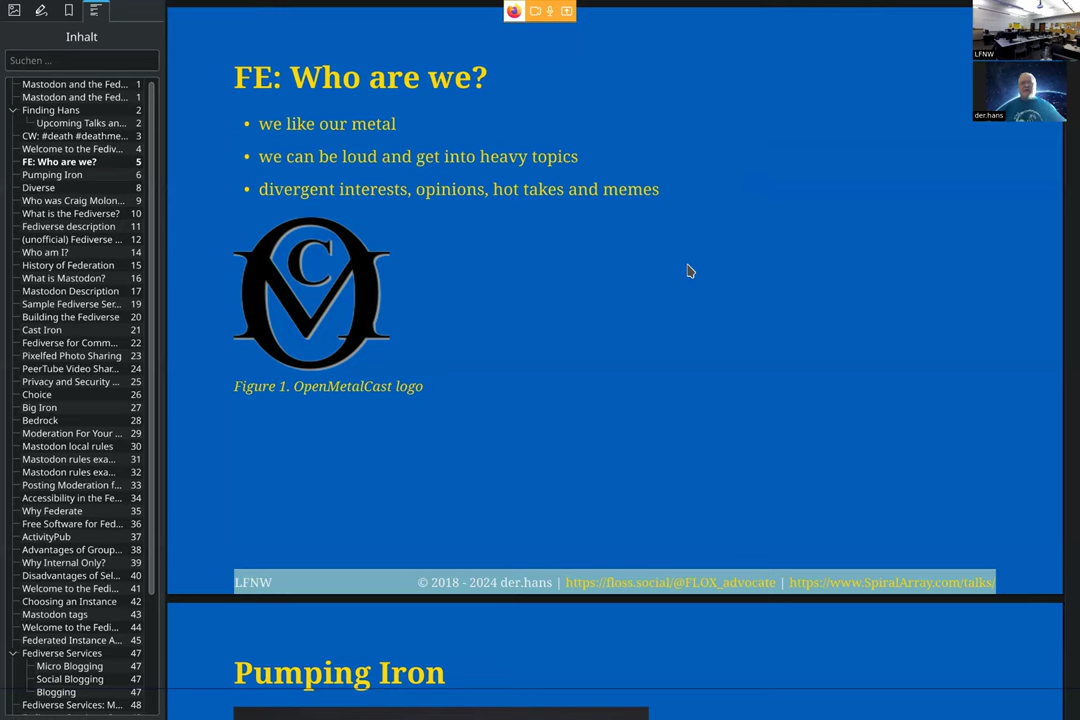 Inhalt
Suchen ...
Mastodon and the Fed... 1
Mastodon and the Fed... 1
Finding Hans 2
Upcoming Talks an... 2
CW: #death #deathme... 3
Welcome to the Fediv... 4
FE: Who are we? 5
Pumping Iron 6
Diverse 8
Who was Craig Molon... 9
What is the Fediverse? 10
Fediverse description 11
(unofficial) Fediverse ... 12
Who am I? 14
History of Federation 15
What is Mastodon? 16
Mastodon Description 17
Sample Fediverse Ser... 19
Building the Fediverse 20
Cast Iron 21
Fediverse for Comm... 22
Pixelfed Photo Sharing 23
PeerTube Video Shar... 24
Privacy and Security ... 25
Choice 26
Big Iron 27
Bedrock 28
Moderation For Your ... 29
Mastodon local rules 30
Mastodon rules exa... 31
Mastodon rules exa... 32
Posting Moderation f... 33
Accessibility in the Fe... 34
Why Federate 35
Free Software for Fed... 36
ActivityPub 37
Advantages of Group... 38
Why Internal Only? 39
Disadvantages of Sel... 40
Welcome to the Fedi... 41
Choosing an Instance 42
Mastodon tags 43
Welcome to the Fedi... 44
Federated Instance A... 45
Fediverse Services 47
Micro Blogging 47
Social Blogging 47
Blogging 47
Fediverse Services: M... 48
FE: Who are we?
• we like our metal
• we can be loud and get into heavy topics
• divergent interests, opinions, hot takes and memes
OMC
Figure 1. OpenMetalCast logo
LFNW © 2018 - 2024 der.hans | https://floss.social/@FLOX_advocate | https://www.SpiralArray.com/talks/
Pumping Iron
LFNW
der.hans